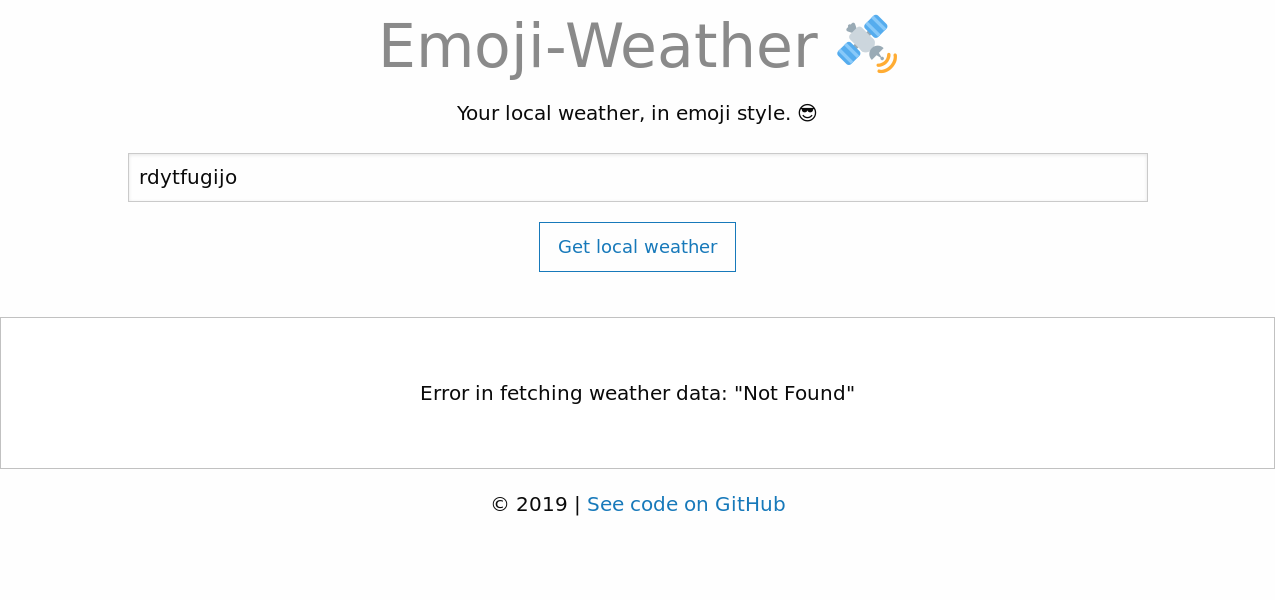 Emoji-Weather 🛰️
Your local weather, in emoji style. 😎
rdytfugijo
Get local weather
Error in fetching weather data: "Not Found"
© 2019 | See code on GitHub